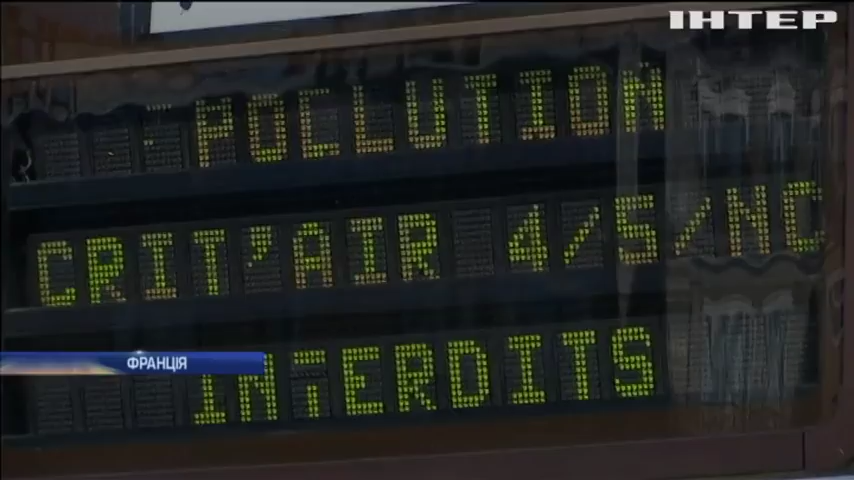 ІНТЕР
POLLUTION
CRIT'AIR 4/5/NC
INTERDITS
ФРАНЦІЯ